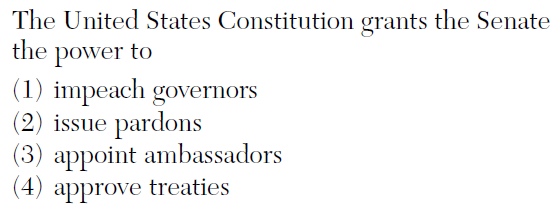 The United States Constitution grants the Senate
the power to
(1) impeach governors
(2) issue pardons
(3) appoint ambassadors
(4) approve treaties